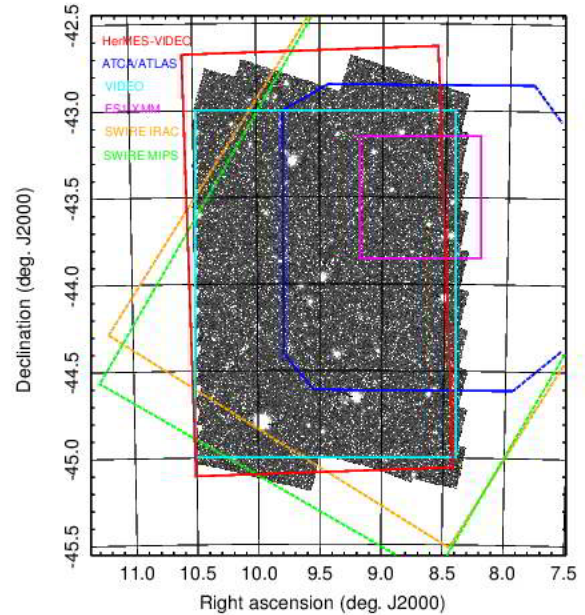 -42.5
HerMES-VIDEO
ATCA/ATLAS
VIDEO
ES1-XMM
SWIRE IRAC
SWIRE MIPS
-43.0
-43.5
-44.0
-44.5
-45.0
-45.5
Declination (deg. J2000)
11.0 10.5 10.0 9.5 9.0 8.5 8.0 7.5
Right ascension (deg. J2000)